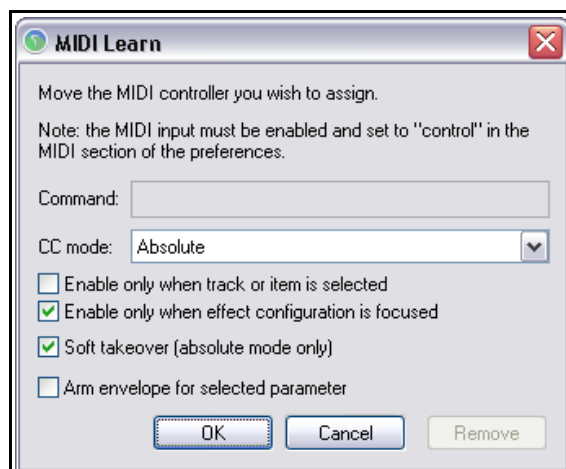 MIDI Learn
Move the MIDI controller you wish to assign.
Note: the MIDI input must be enabled and set to "control" in the
MIDI section of the preferences.
Command:
CC mode: Absolute
Enable only when track or item is selected
Enable only when effect configuration is focused
Soft takeover (absolute mode only)
Arm envelope for selected parameter
OK Cancel Remove